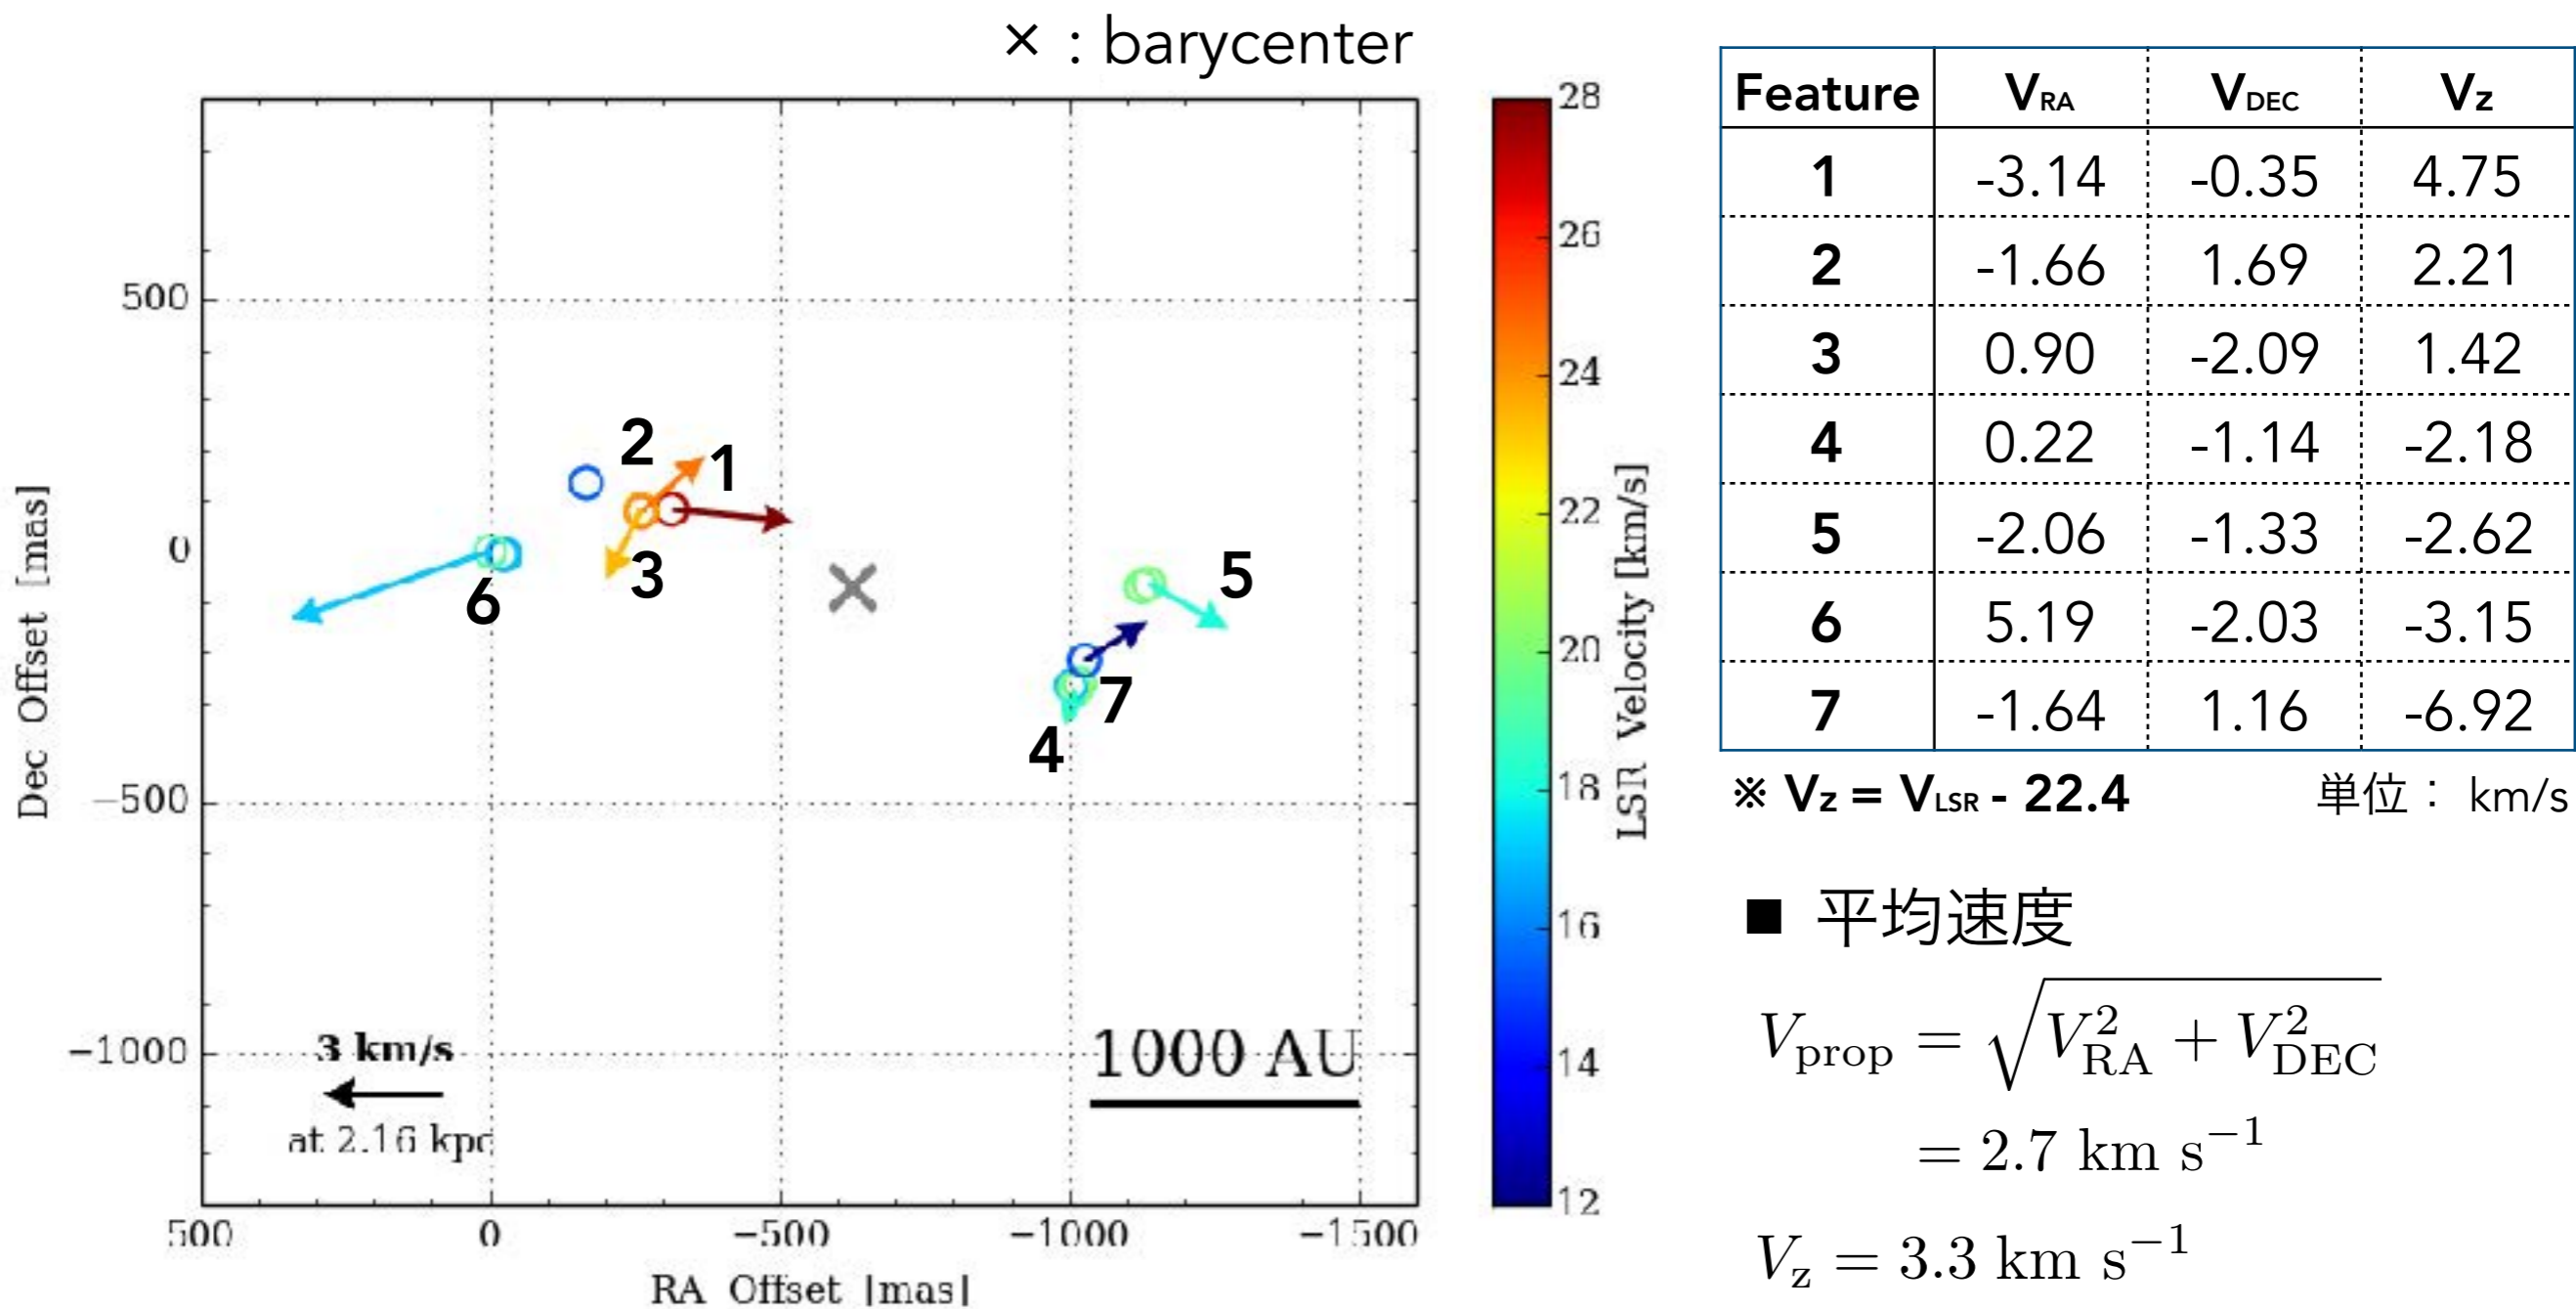 × : barycenter
500
0
−500
−1000
Dec Offset [mas]
500
0
−500
−1000
−1500
RA Offset [mas]
2
1
3
6
5
7
4
3 km/s
at 2.16 kpc
1000 AU
28
26
24
22
20
18
16
14
12
LSR Velocity [km/s]
Feature VRA VDEC Vz
1 -3.14 -0.35 4.75
2 -1.66 1.69 2.21
3 0.90 -2.09 1.42
4 0.22 -1.14 -2.18
5 -2.06 -1.33 -2.62
6 5.19 -2.03 -3.15
7 -1.64 1.16 -6.92
※ Vz = VLSR - 22.4 単位： km/s
■ 平均速度
Vprop = √(V²RA + V²DEC)
= 2.7 km s⁻¹
Vz = 3.3 km s⁻¹